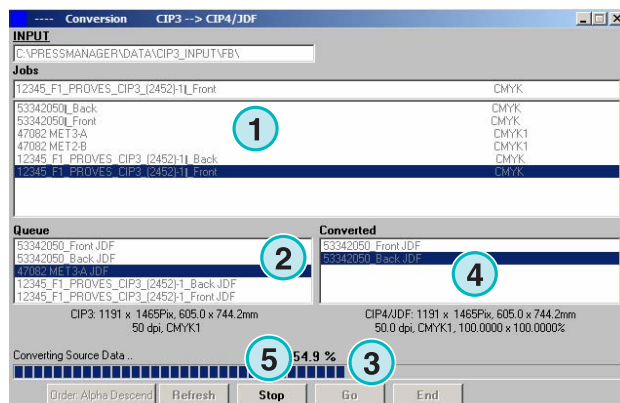 ---- Conversion CIP3 --> CIP4/JDF
INPUT
C:\PRESSMANAGER\DATA\CIP3_INPUT\FB\
Jobs
12345_F1_PROVES_CIP3_(2452)-1|_Front CMYK
53342050|_Back CMYK
53342050|_Front CMYK
47082 MET3-A CMYK1
47082 MET2-B CMYK1
12345_F1_PROVES_CIP3_(2452)-1|_Back CMYK
12345_F1_PROVES_CIP3_(2452)-1|_Front CMYK
1
Queue
53342050_Front.JDF
53342050_Back.JDF
47082 MET3-A.JDF
12345_F1_PROVES_CIP3_(2452)-1_Back.JDF
12345_F1_PROVES_CIP3_(2452)-1_Front.JDF
2
Converted
53342050_Front.JDF
53342050_Back.JDF
4
CIP3: 1191 x 1465Pix, 605.0 x 744.2mm
50 dpi, CMYK1
CIP4/JDF: 1191 x 1465Pix, 605.0 x 744.2mm
50.0 dpi, CMYK1, 100.0000 x 100.0000%
Converting Source Data .. 5 54.9 % 3
Order: Alpha Descend Refresh Stop Go End